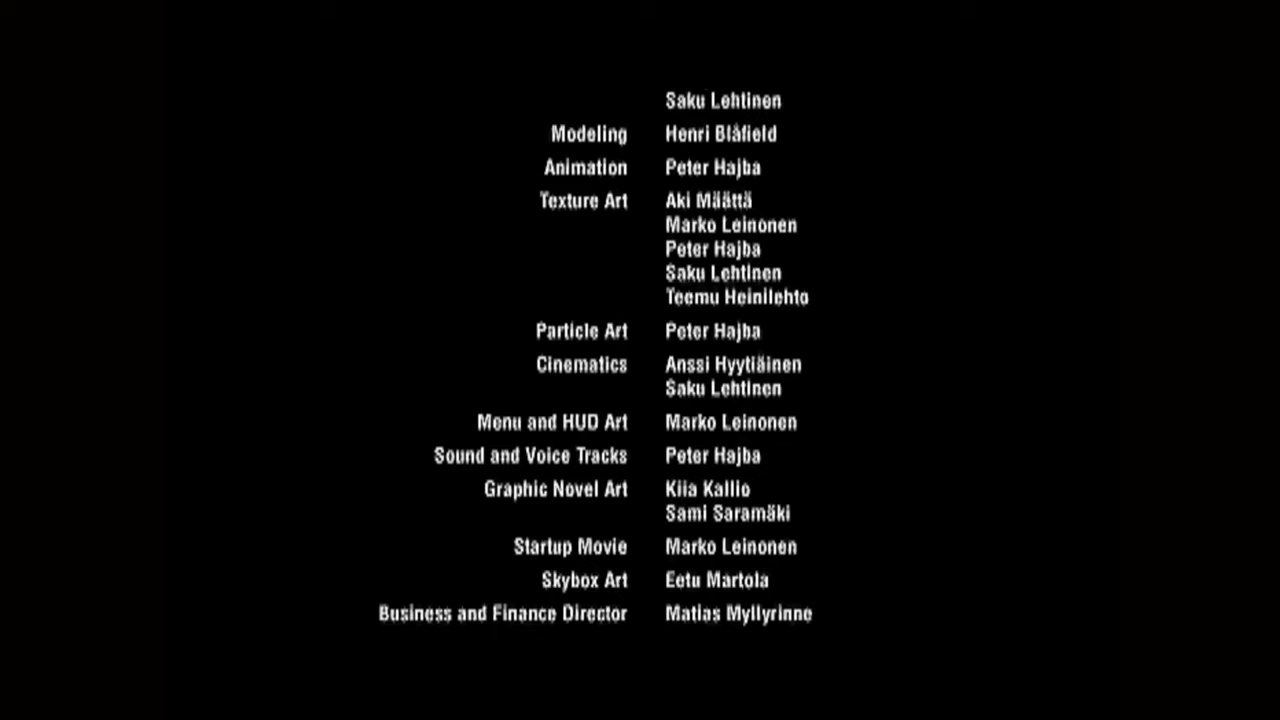 Saku Lehtinen
Modeling Henri Blåfield
Animation Peter Hajba
Texture Art Aki Määttä
Marko Leinonen
Peter Hajba
Saku Lehtinen
Teemu Heinilehto
Particle Art Peter Hajba
Cinematics Anssi Hyytiäinen
Saku Lehtinen
Menu and HUD Art Marko Leinonen
Sound and Voice Tracks Peter Hajba
Graphic Novel Art Kiia Kallio
Sami Saramäki
Startup Movie Marko Leinonen
Skybox Art Eetu Martola
Business and Finance Director Matias Myllyrinne